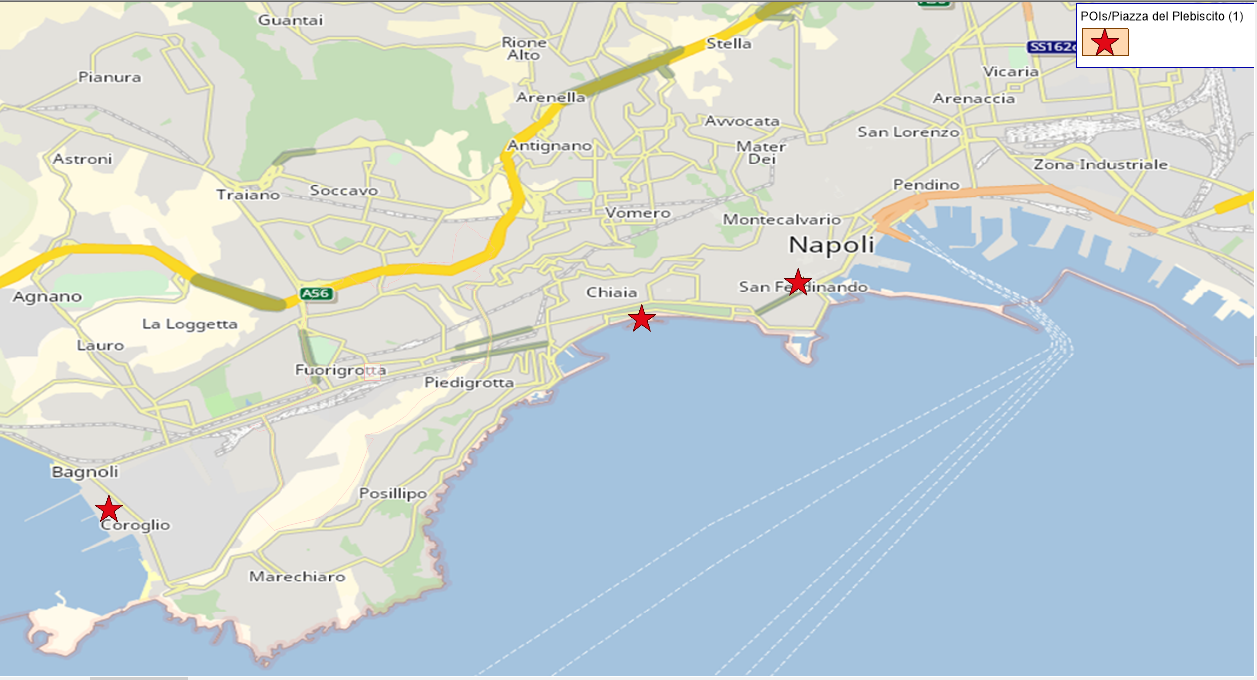 POIs/Piazza del Plebiscito (1)
Guantai
Rione
Alto
Stella
Pianura
Vicaria
Arenella
Arenaccia
Avvocata
San Lorenzo
Antignano
Mater
Dei
Astroni
Zona Industriale
Traiano
Soccavo
Pendino
Vomero
Montecalvario
Napoli
San Fe dinando
Agnano
A56
Chiaia
La Loggetta
Lauro
Fuorigrotta
Piedigrotta
Bagnoli
Posillipo
Coroglio
Marechiaro